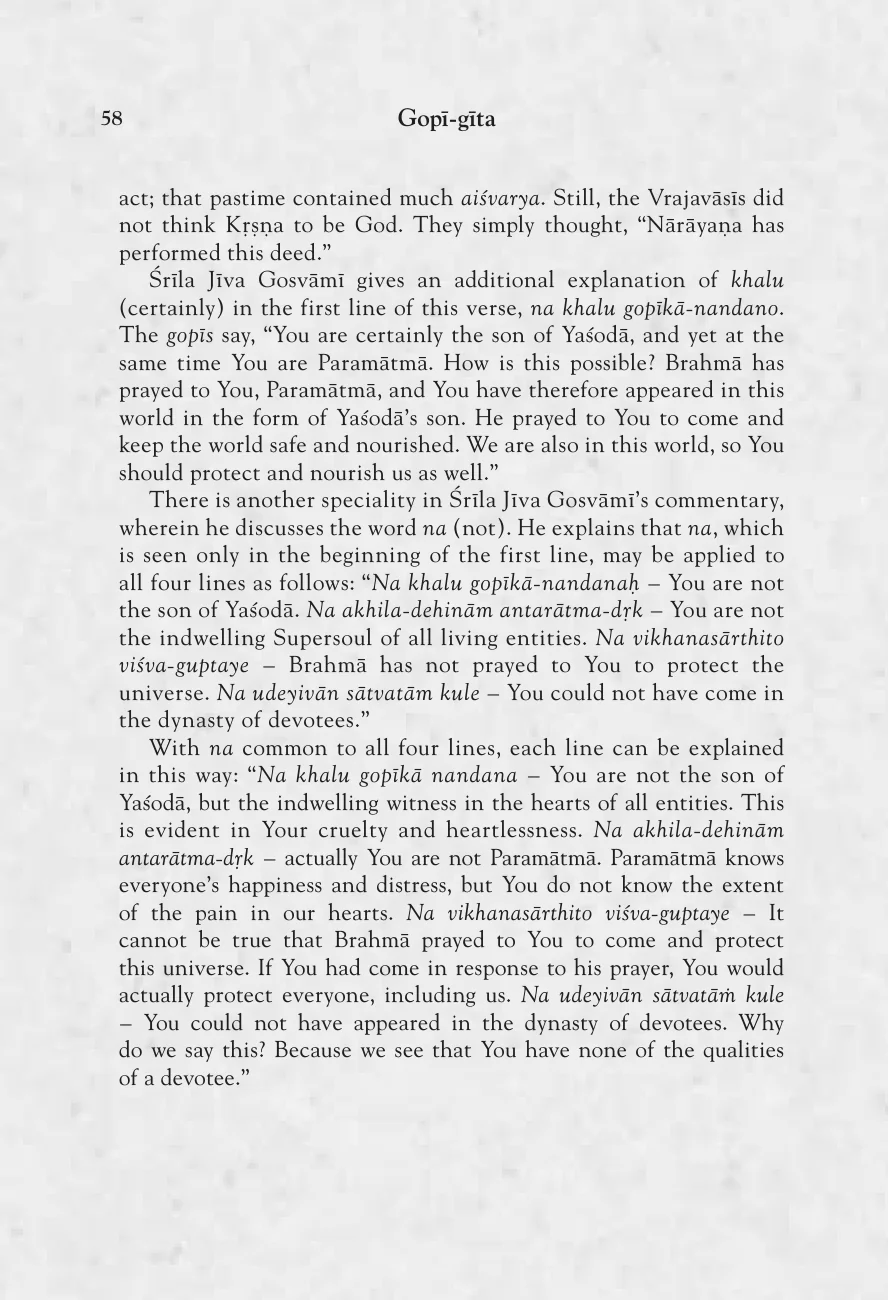 58
Gopī-gīta
act; that pastime contained much aiśvarya. Still, the Vrajavāsīs did
not think Kṛṣṇa to be God. They simply thought, “Nārāyaṇa has
performed this deed.”
Śrīla Jīva Gosvāmī gives an additional explanation of khalu
(certainly) in the first line of this verse, na khalu gopīkā-nandano.
The gopīs say, “You are certainly the son of Yaśodā, and yet at the
same time You are Paramātmā. How is this possible? Brahmā has
prayed to You, Paramātmā, and You have therefore appeared in this
world in the form of Yaśodā’s son. He prayed to You to come and
keep the world safe and nourished. We are also in this world, so You
should protect and nourish us as well.”
There is another speciality in Śrīla Jīva Gosvāmī’s commentary,
wherein he discusses the word na (not). He explains that na, which
is seen only in the beginning of the first line, may be applied to
all four lines as follows: “Na khalu gopīkā-nandanaḥ – You are not
the son of Yaśodā. Na akhila-dehinām antarātma-dṛk – You are not
the indwelling Supersoul of all living entities. Na vikhanasārthito
viśva-guptaye – Brahmā has not prayed to You to protect the
universe. Na udeyivān sātvatām kule – You could not have come in
the dynasty of devotees.”
With na common to all four lines, each line can be explained
in this way: “Na khalu gopīkā nandana – You are not the son of
Yaśodā, but the indwelling witness in the hearts of all entities. This
is evident in Your cruelty and heartlessness. Na akhila-dehinām
antarātma-dṛk – actually You are not Paramātmā. Paramātmā knows
everyone’s happiness and distress, but You do not know the extent
of the pain in our hearts. Na vikhanasārthito viśva-guptaye – It
cannot be true that Brahmā prayed to You to come and protect
this universe. If You had come in response to his prayer, You would
actually protect everyone, including us. Na udeyivān sātvatāṁ kule
– You could not have appeared in the dynasty of devotees. Why
do we say this? Because we see that You have none of the qualities
of a devotee.”